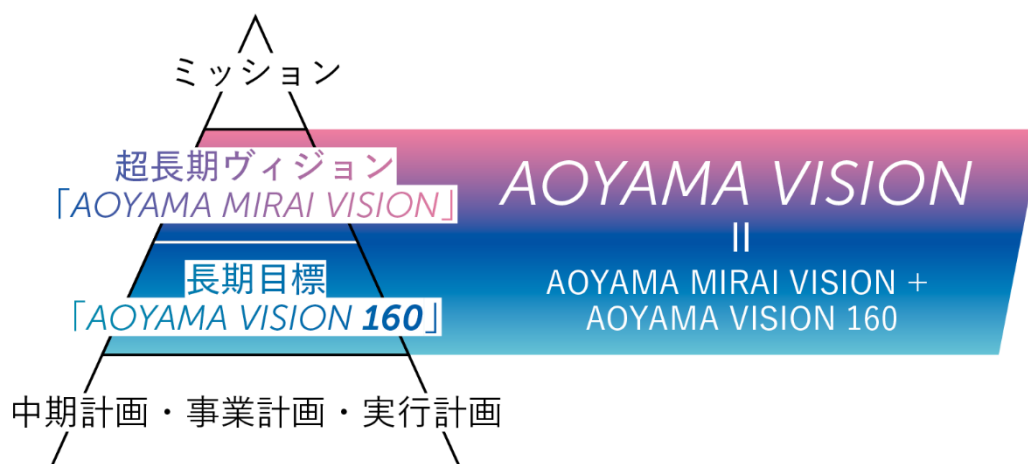 ミッション
超長期ヴィジョン
「AOYAMA MIRAI VISION」
長期目標
「AOYAMA VISION 160」
中期計画・事業計画・実行計画
AOYAMA VISION
=
AOYAMA MIRAI VISION +
AOYAMA VISION 160